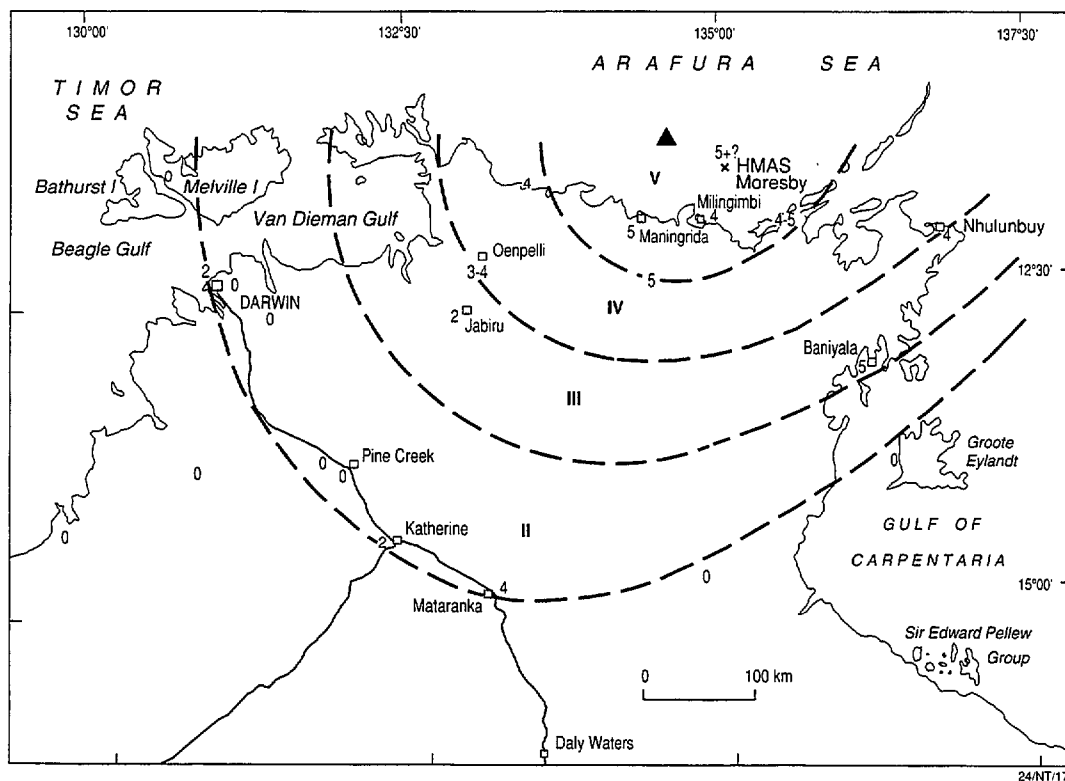 130°00'
132°30'
135°00'
137°30'
TIMOR
SEA
ARAFURA SEA
5+?
HMAS
Moresby
V
Bathurst I
0
Melville I
4
Milingimbi
4
4-5
Van Dieman Gulf
5
Maningrida
Nhulunbuy
4
Beagle Gulf
Oenpelli
3-4
12°30'
2
4
0
DARWIN
5
IV
0
2
Jabiru
Baniyala
5
III
Pine Creek
0
0
0
0
Groote
Eylandt
0
Katherine
2
II
GULF OF
CARPENTARIA
0
15°00'
4
Mataranka
Sir Edward Pellew
Group
0
100 km
Daly Waters
24/NT/17